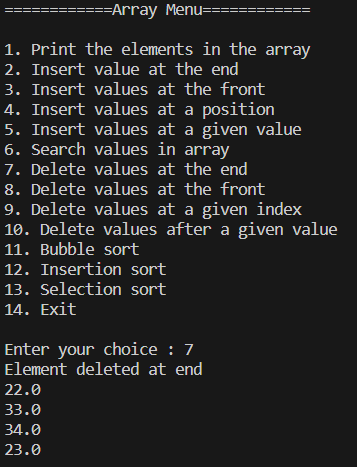 ============Array Menu============
1. Print the elements in the array
2. Insert value at the end
3. Insert values at the front
4. Insert values at a position
5. Insert values at a given value
6. Search values in array
7. Delete values at the end
8. Delete values at the front
9. Delete values at a given index
10. Delete values after a given value
11. Bubble sort
12. Insertion sort
13. Selection sort
14. Exit
Enter your choice : 7
Element deleted at end
22.0
33.0
34.0
23.0